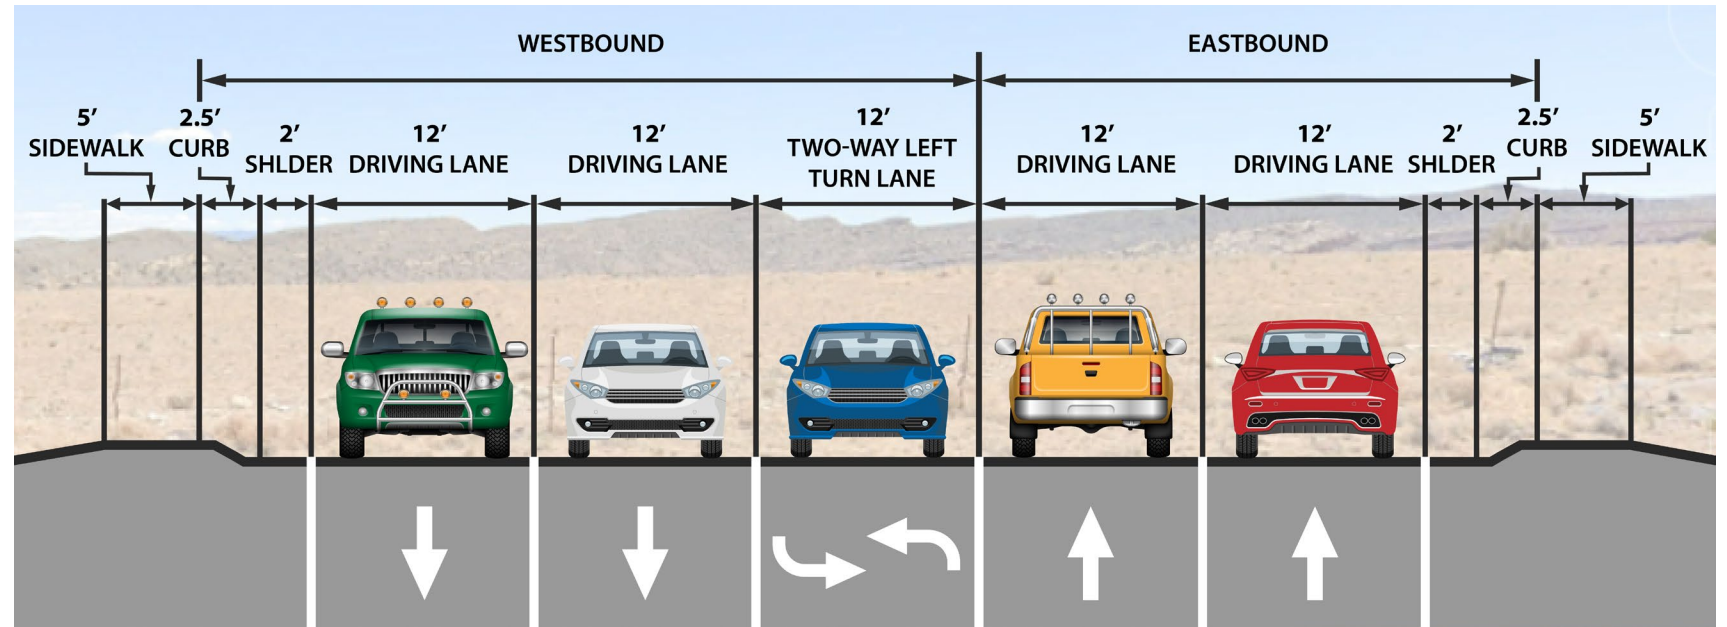 WESTBOUND
EASTBOUND
5’
SIDEWALK
2.5’
CURB
2’
SHLDER
12’
DRIVING LANE
12’
DRIVING LANE
12’
TWO-WAY LEFT
TURN LANE
12’
DRIVING LANE
12’
DRIVING LANE
2’
SHLDER
2.5’
CURB
5’
SIDEWALK